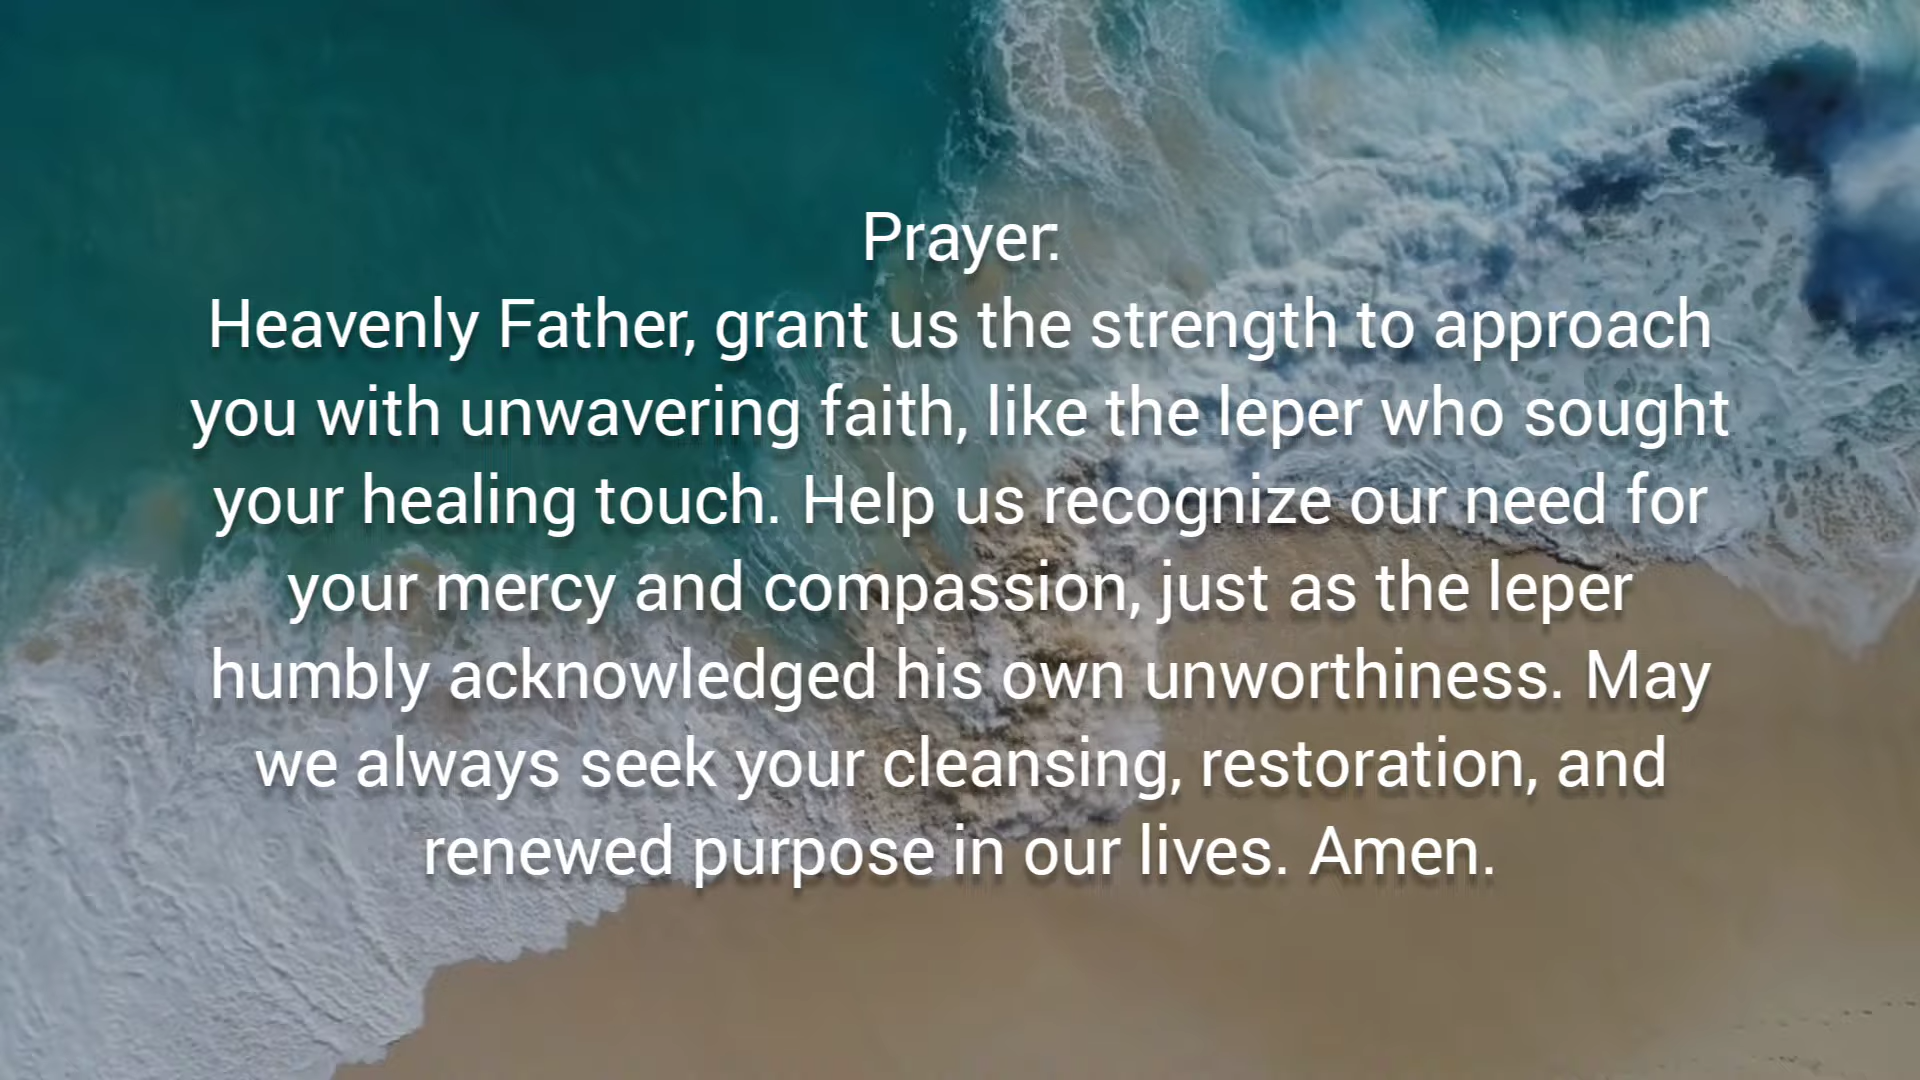 Prayer:
Heavenly Father, grant us the strength to approach
you with unwavering faith, like the leper who sought
your healing touch. Help us recognize our need for
your mercy and compassion, just as the leper
humbly acknowledged his own unworthiness. May
we always seek your cleansing, restoration, and
renewed purpose in our lives. Amen.